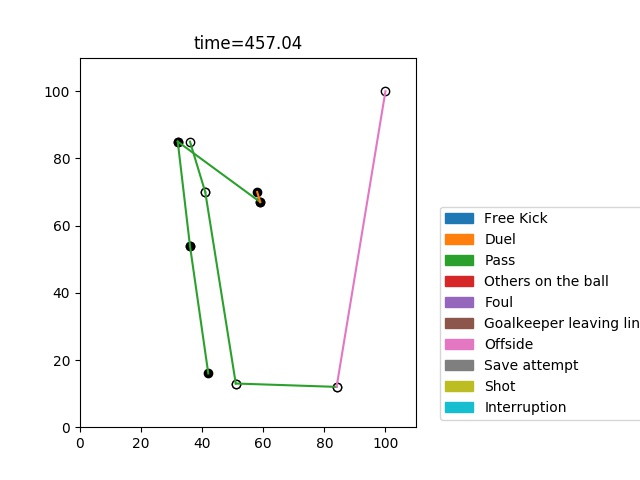 time=457.04
100
80
60
40
20
0
0 20 40 60 80 100
Free Kick
Duel
Pass
Others on the ball
Foul
Goalkeeper leaving lin
Offside
Save attempt
Shot
Interruption